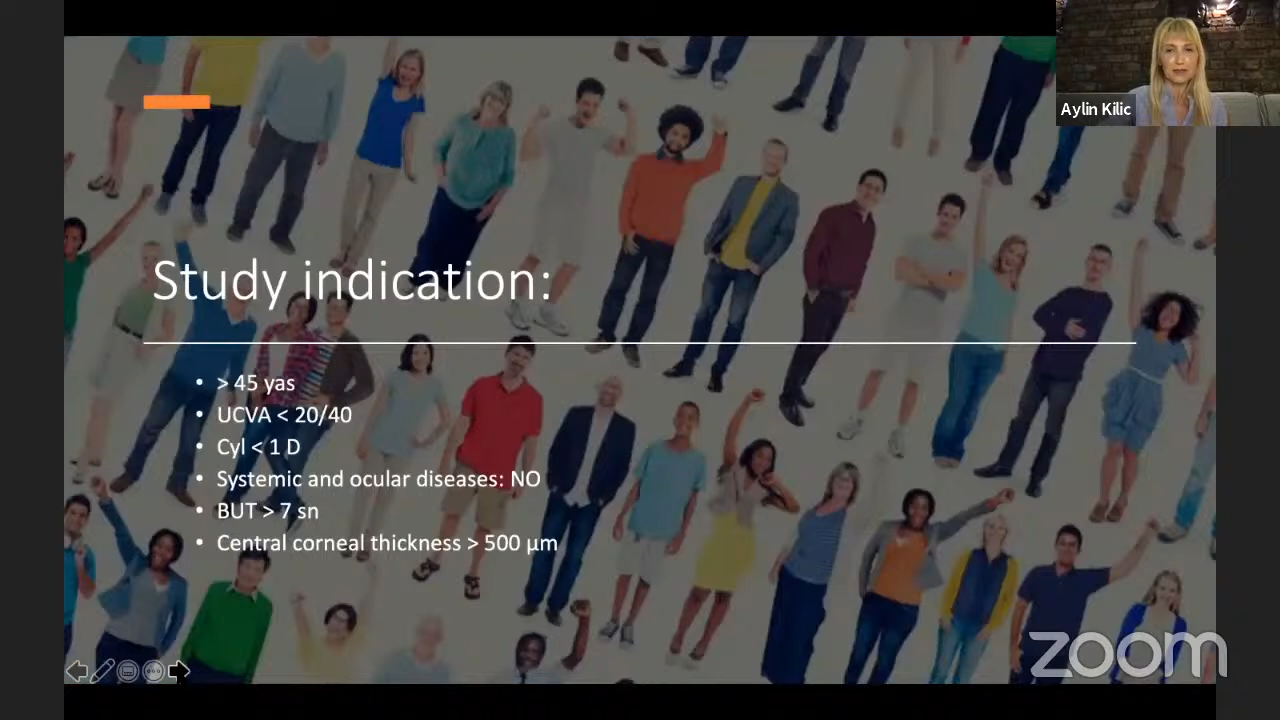 Aylin Kilic
Study indication:
• > 45 yas
• UCVA < 20/40
• Cyl < 1 D
• Systemic and ocular diseases: NO
• BUT > 7 sn
• Central corneal thickness > 500 µm
zoom